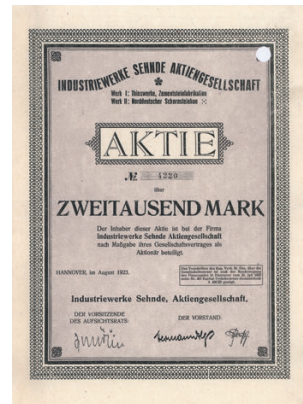 INDUSTRIEWERKE SEHNDE AKTIENGESELLSCHAFT
Werk I: Ihlewerke, Zementsteinfabrikation
Werk II: Norddeutscher Schornsteinbau
AKTIE
№ 4220
über
ZWEITAUSEND MARK
Der Inhaber dieser Aktie ist bei der Firma
Industriewerke Sehnde Aktiengesellschaft
nach Maßgabe ihres Gesellschaftsvertrages als
Aktionär beteiligt.
HANNOVER, im August 1923.
Industriewerke Sehnde, Aktiengesellschaft,
DER VORSITZENDE
DES AUFSICHTSRATS:
DER VORSTAND: